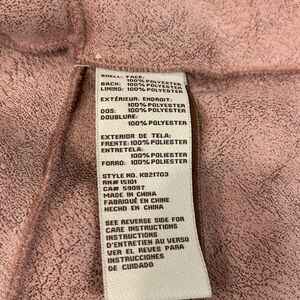 SHELL: FACE:
100% POLYESTER
BACK: 100% POLYESTER
LINING: 100% POLYESTER
EXTÉRIEUR: ENDROIT:
100% POLYESTER
DOS: 100% POLYESTER
DOUBLURE:
100% POLYESTER
EXTERIOR DE TELA:
FRENTE: 100% POLIESTER
ENTRETELA:
100% POLIESTER
FORRO: 100% POLIESTER
STYLE NO. KB21703
RN# 15101
CA# 59087
MADE IN CHINA
FABRIQUÉ EN CHINE
HECHO EN CHINA
SEE REVERSE SIDE FOR
CARE INSTRUCTIONS
INSTRUCTIONS
D'ENTRETIEN AU VERSO
VER EL REVÉS PARA
INSTRUCCIONES
DE CUIDADO